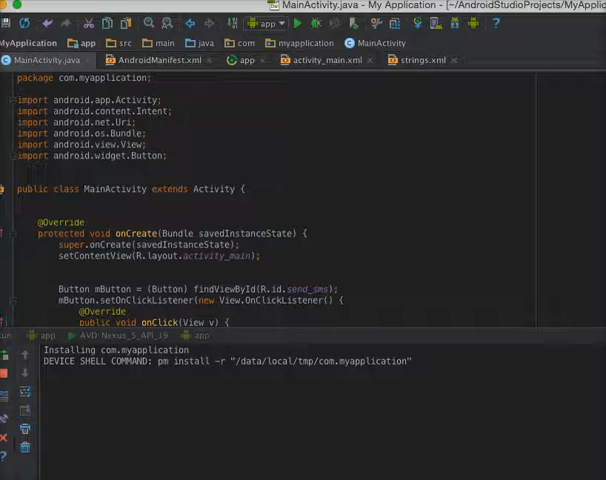 MainActivity.java - My Application - [~/AndroidStudioProjects/MyApplic
app
MyApplication app src main java com myapplication MainActivity
MainActivity.java AndroidManifest.xml app activity_main.xml strings.xml
package com.myapplication;
import android.app.Activity;
import android.content.Intent;
import android.net.Uri;
import android.os.Bundle;
import android.view.View;
import android.widget.Button;
public class MainActivity extends Activity {
@Override
protected void onCreate(Bundle savedInstanceState) {
super.onCreate(savedInstanceState);
setContentView(R.layout.activity_main);
Button mButton = (Button) findViewById(R.id.send_sms);
mButton.setOnClickListener(new View.OnClickListener() {
@Override
public void onClick(View v) {
un app AVD: Nexus_5_API_19 app
Installing com.myapplication
DEVICE SHELL COMMAND: pm install -r "/data/local/tmp/com.myapplication"